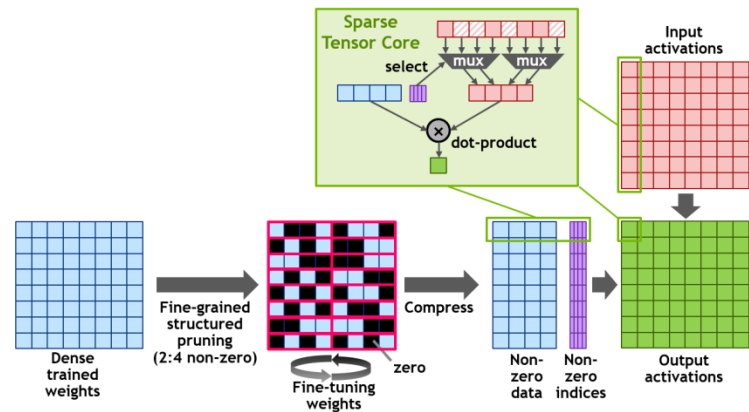 Sparse
Tensor Core
Input
activations
mux
mux
select
×
dot-product
Fine-grained
structured
pruning
(2:4 non-zero)
Compress
zero
Dense
trained
weights
Fine-tuning
weights
Non-
zero
data
Non-
zero
indices
Output
activations